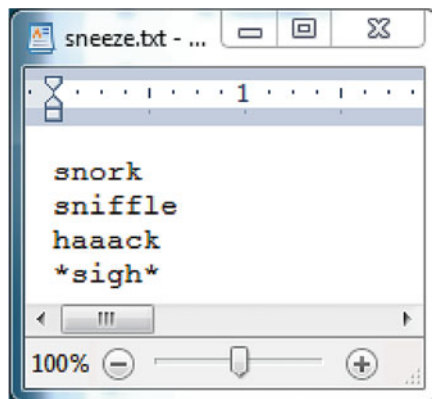 sneeze.txt - ...
1
snork
sniffle
haaack
*sigh*
100%